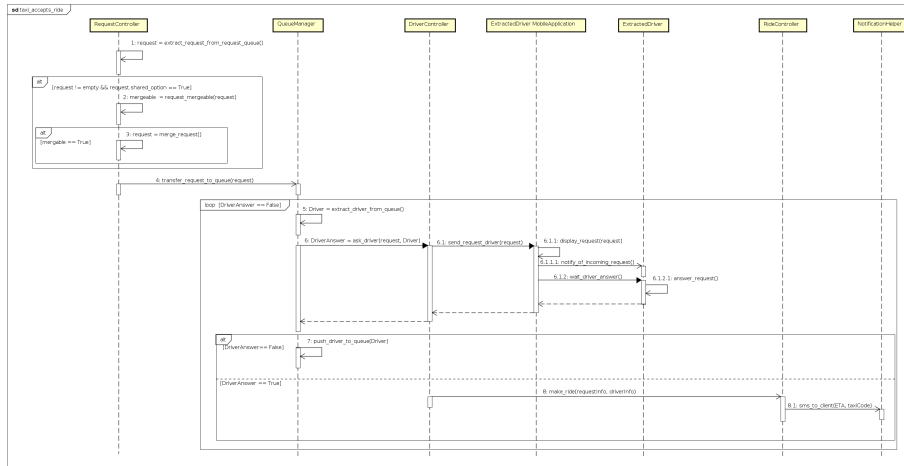 sd taxi_accepts_ride
RequestController
QueueManager
DriverController
ExtractedDriver MobileApplication
ExtractedDriver
RideController
NotificationHelper
1: request = extract_request_from_request_queue()
alt
[request != empty && request.shared_option == True]
2: mergeable = request_mergeable(request)
alt
3: request = merge_request()
[mergable == True]
4: transfer_request_to_queue(request)
loop [DriverAnswer == False]
5: Driver = extract_driver_from_queue()
6: DriverAnswer = ask_driver(request, Driver)
6.1: send_request_driver(request)
6.1.1: display_request(request)
6.1.1.1: notify_of_incoming_request()
6.1.2: wait_driver_answer()
6.1.2.1: answer_request()
alt
[DriverAnswer== False]
7: push_driver_to_queue(Driver)
[DriverAnswer == True]
8: make_ride(requestInfo, driverInfo)
8.1: sms_to_client(ETA, taxiCode)